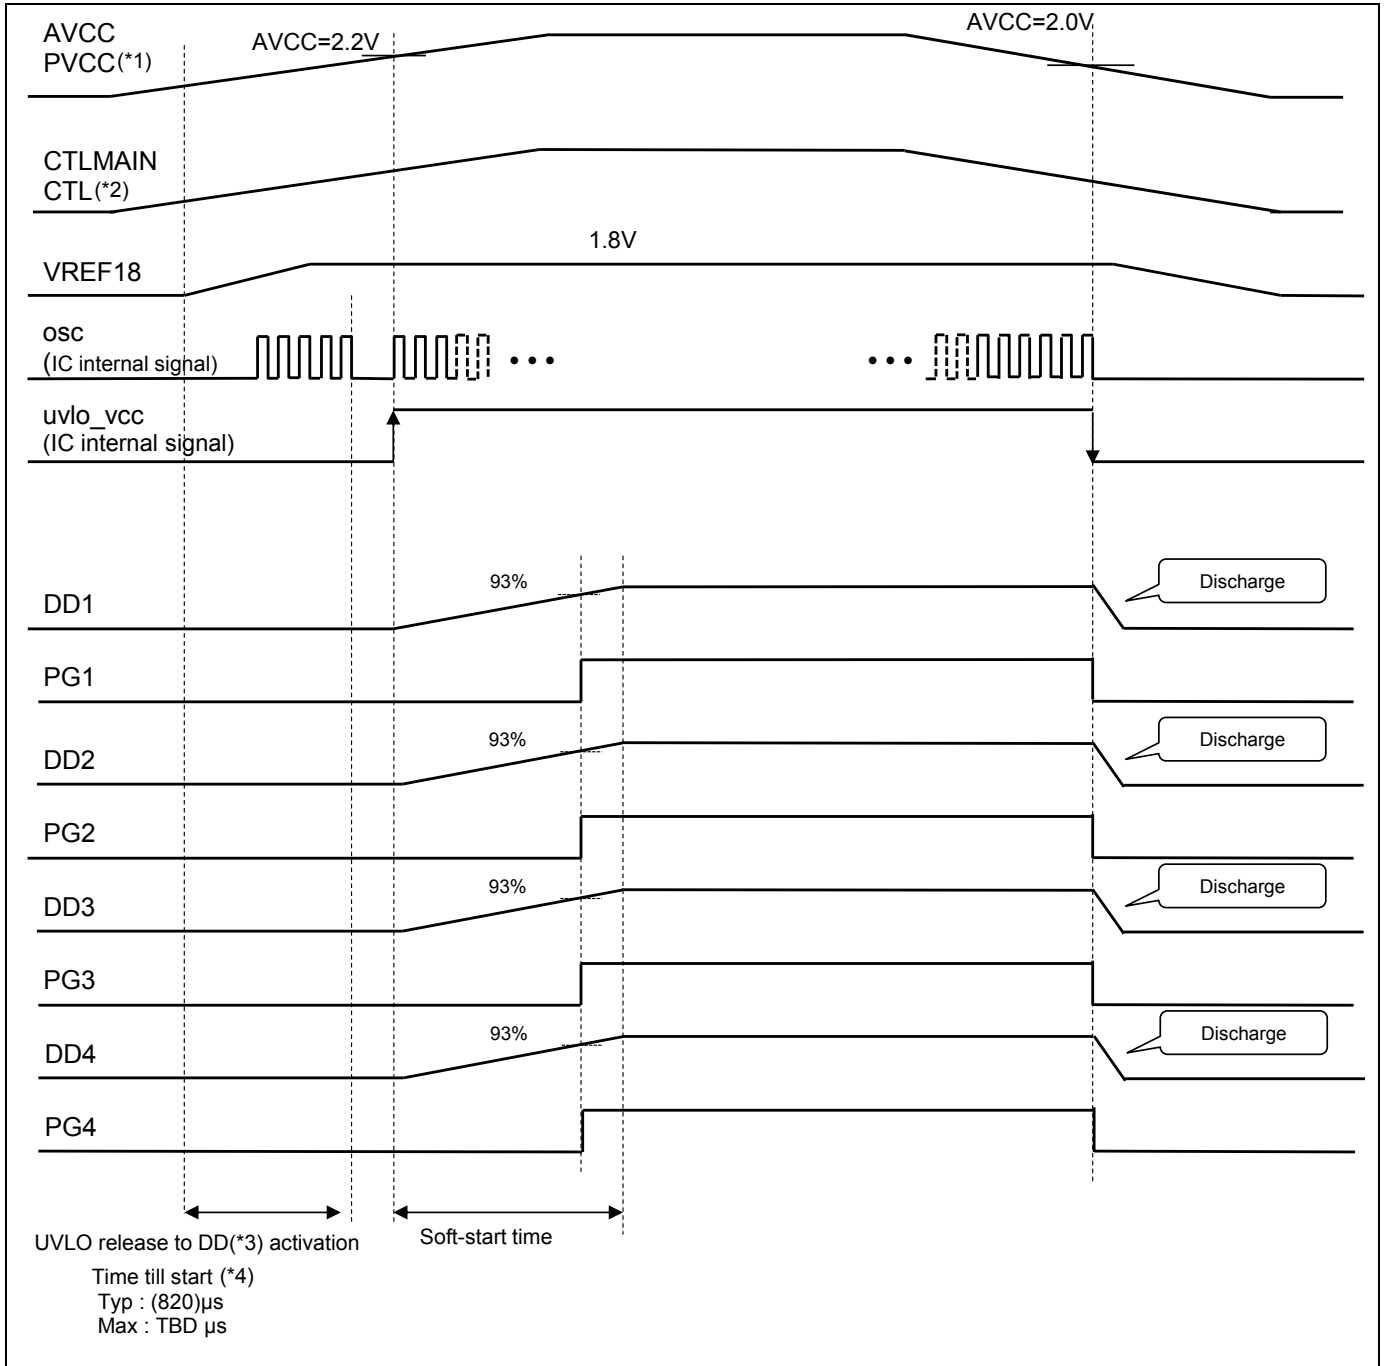 AVCC
PVCC(*1)
AVCC=2.2V
AVCC=2.0V
CTLMAIN
CTL(*2)
1.8V
VREF18
osc
(IC internal signal)
uvlo_vcc
(IC internal signal)
93%
Discharge
DD1
PG1
93%
Discharge
DD2
PG2
93%
Discharge
DD3
PG3
93%
Discharge
DD4
PG4
UVLO release to DD(*3) activation
Soft-start time
Time till start (*4)
Typ : (820)µs
Max : TBD µs